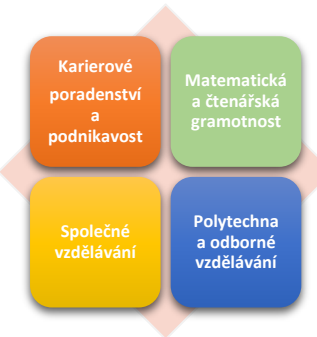 Karierové
poradenství
a
podnikavost
Matematická
a čtenářská
gramotnost
Společné
vzdělávání
Polytechna
a odborné
vzdělávání